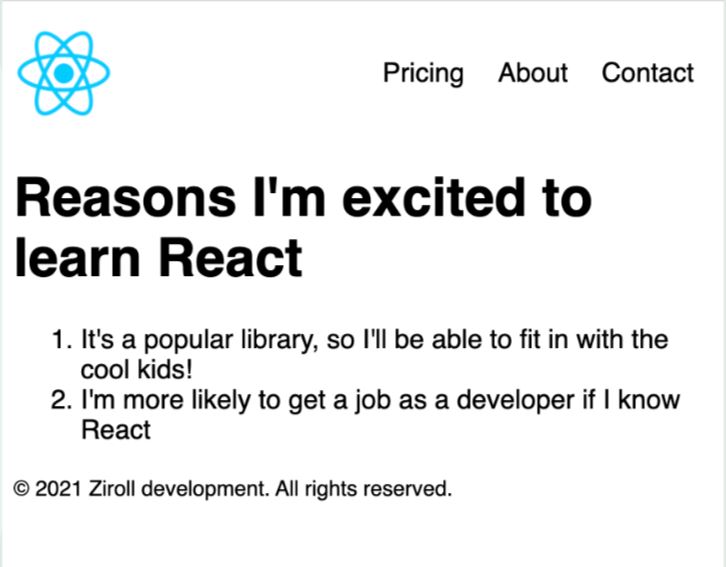 Pricing About Contact
Reasons I'm excited to
learn React
1. It's a popular library, so I'll be able to fit in with the
cool kids!
2. I'm more likely to get a job as a developer if I know
React
© 2021 Ziroll development. All rights reserved.